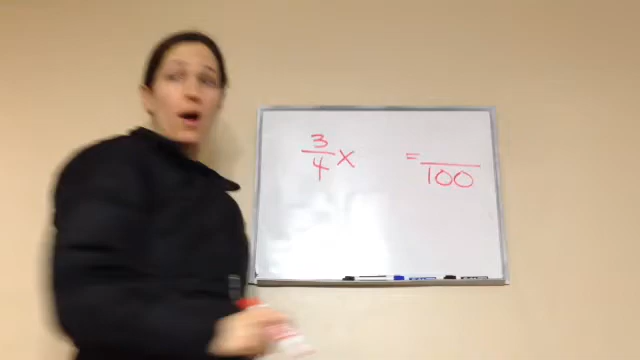 3/4 x = /100